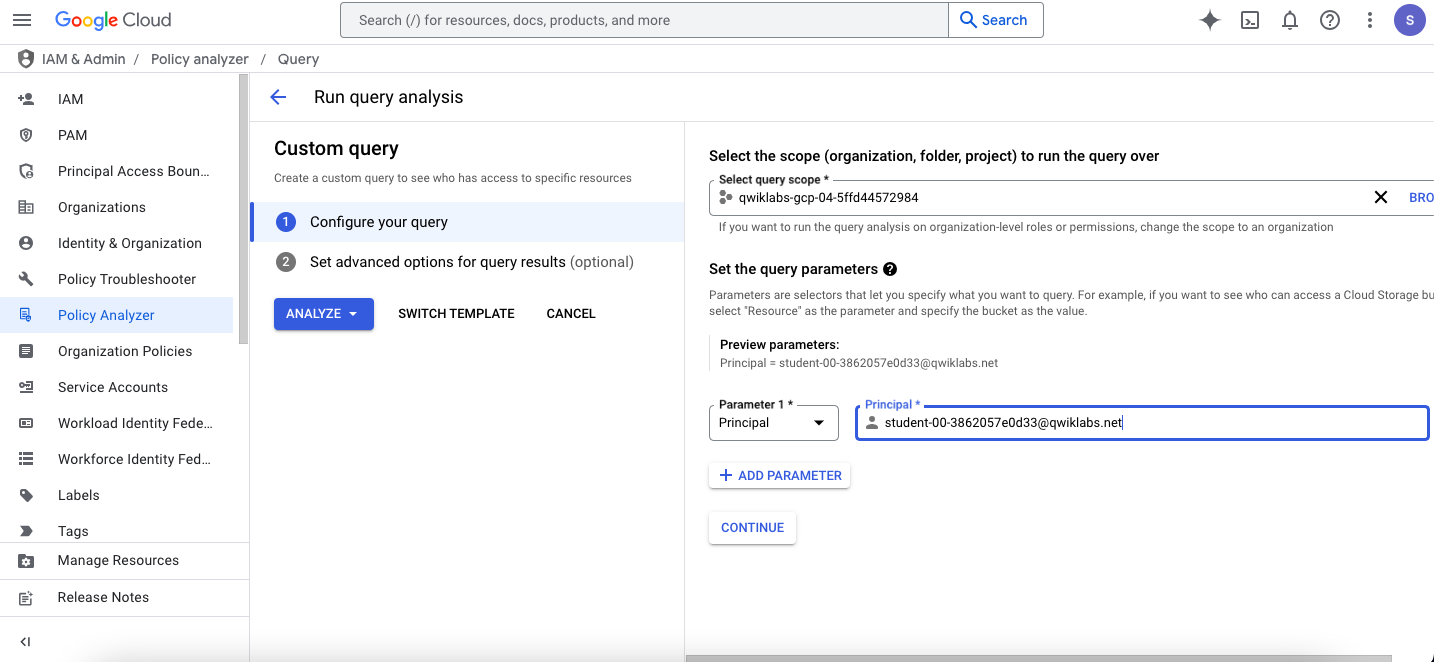 Google Cloud
Search (/) for resources, docs, products, and more
Search
S
IAM & Admin / Policy analyzer / Query
IAM
PAM
Principal Access Boun...
Organizations
Identity & Organization
Policy Troubleshooter
Policy Analyzer
Organization Policies
Service Accounts
Workload Identity Fede...
Workforce Identity Fed...
Labels
Tags
Manage Resources
Release Notes
Run query analysis
Custom query
Create a custom query to see who has access to specific resources
1 Configure your query
2 Set advanced options for query results (optional)
ANALYZE SWITCH TEMPLATE CANCEL
Select the scope (organization, folder, project) to run the query over
Select query scope *
qwiklabs-gcp-04-5ffd44572984 BRO
If you want to run the query analysis on organization-level roles or permissions, change the scope to an organization
Set the query parameters
Parameters are selectors that let you specify what you want to query. For example, if you want to see who can access a Cloud Storage bu
select "Resource" as the parameter and specify the bucket as the value.
Preview parameters:
Principal = student-00-3862057e0d33@qwiklabs.net
Parameter 1 * Principal *
Principal student-00-3862057e0d33@qwiklabs.net
+ ADD PARAMETER
CONTINUE